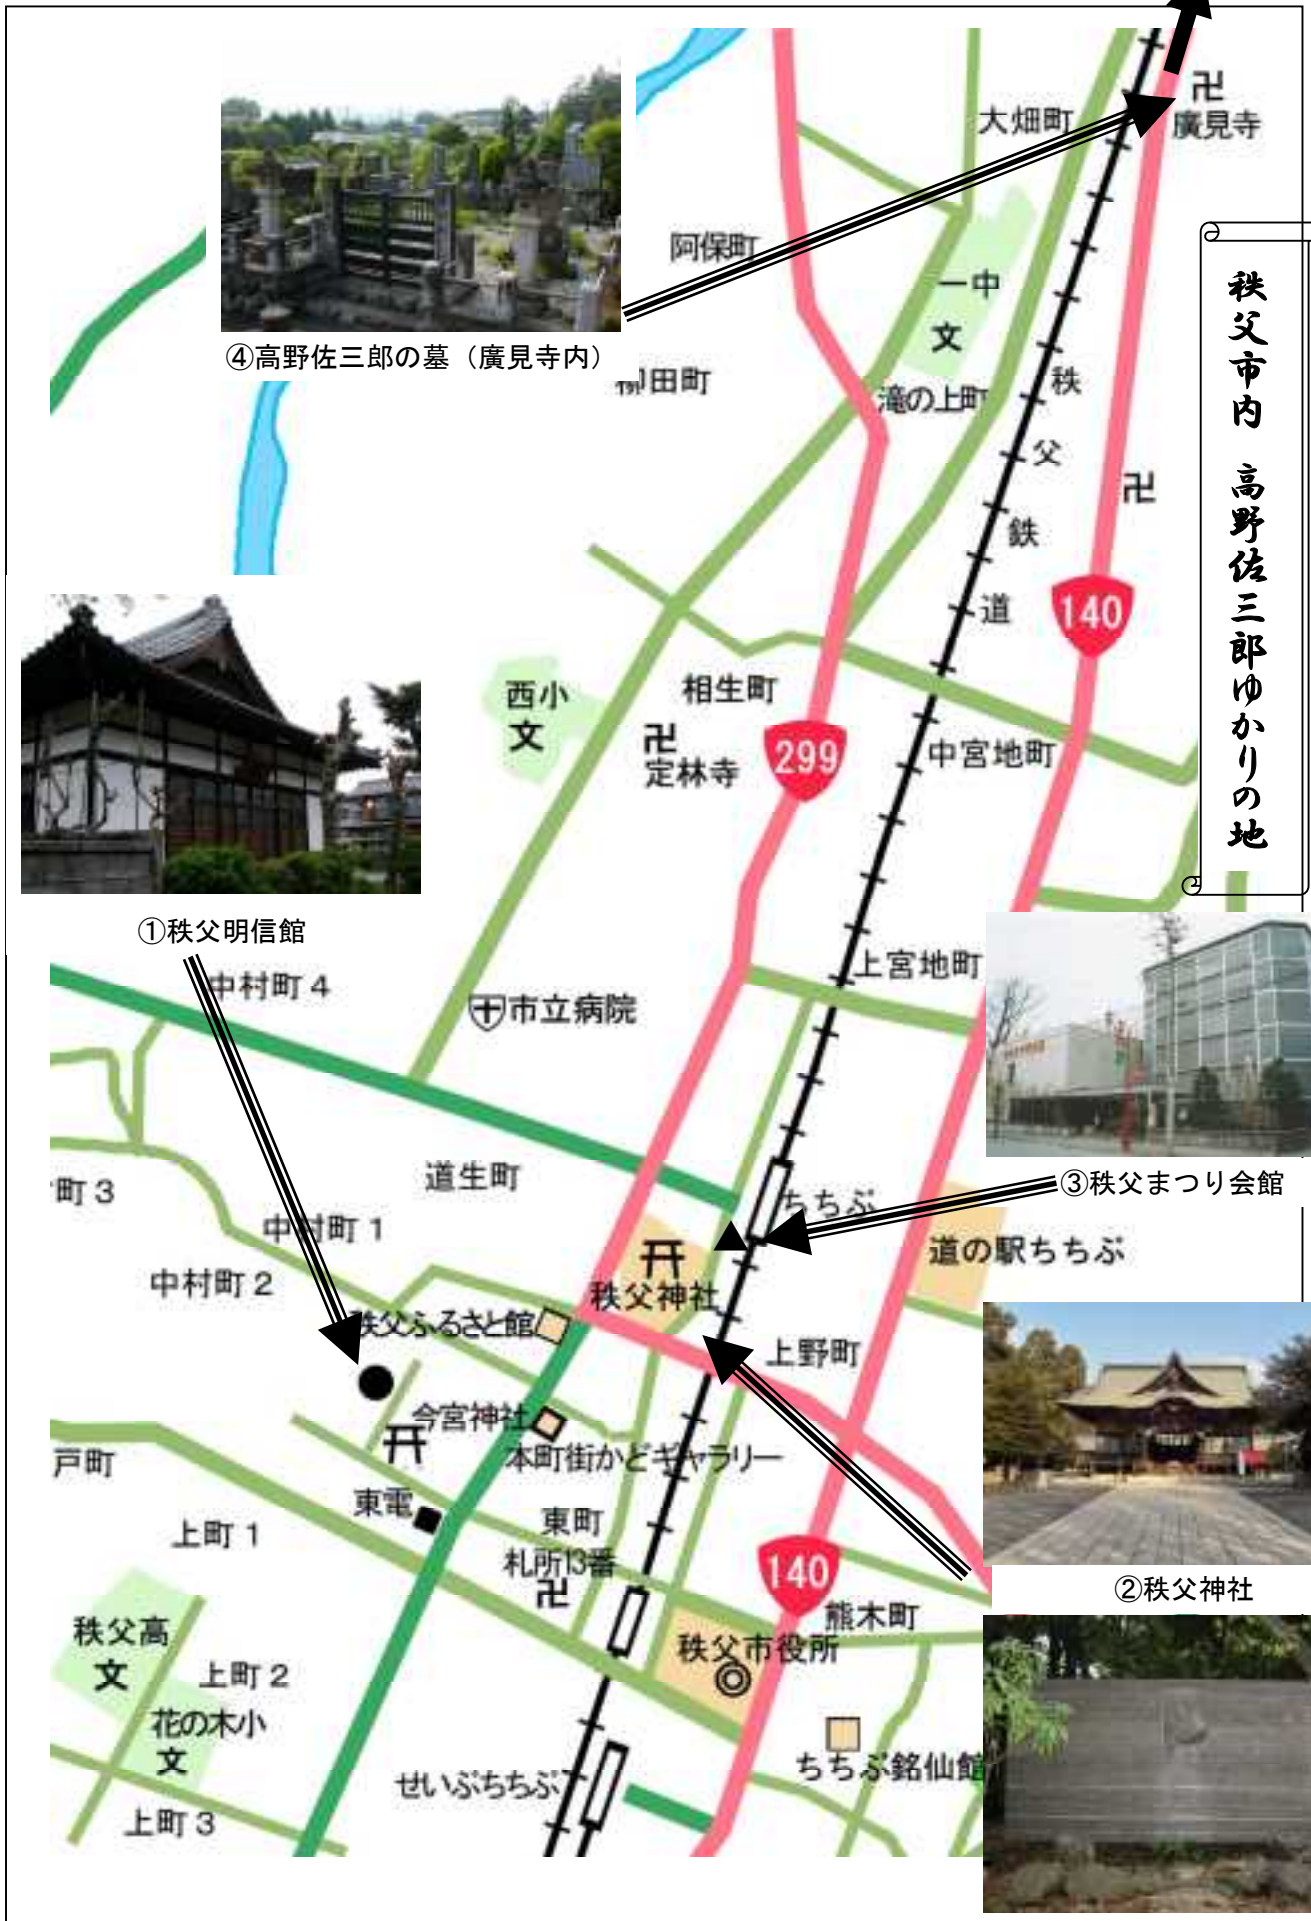 大畑町
卍
廣見寺
阿保町
一中
文
④高野佐三郎の墓（廣見寺内）
柳田町
滝の上町
秩父鉄道
卍
140
秩父市内 高野佐三郎ゆかりの地
西小
文
相生町
卍
定林寺
299
中宮地町
①秩父明信館
中村町4
市立病院
上宮地町
町3
道生町
ちちぶ
③秩父まつり会館
中村町1
中村町2
秩父神社
道の駅ちちぶ
秩父ふるさと館
上野町
今宮神社
本町街かどギャラリー
戸町
東電
東町
上町1
札所13番
卍
140
②秩父神社
熊木町
秩父高
文
上町2
秩父市役所
花の木小
文
ちちぶ銘仙館
せいぶちちぶ
上町3